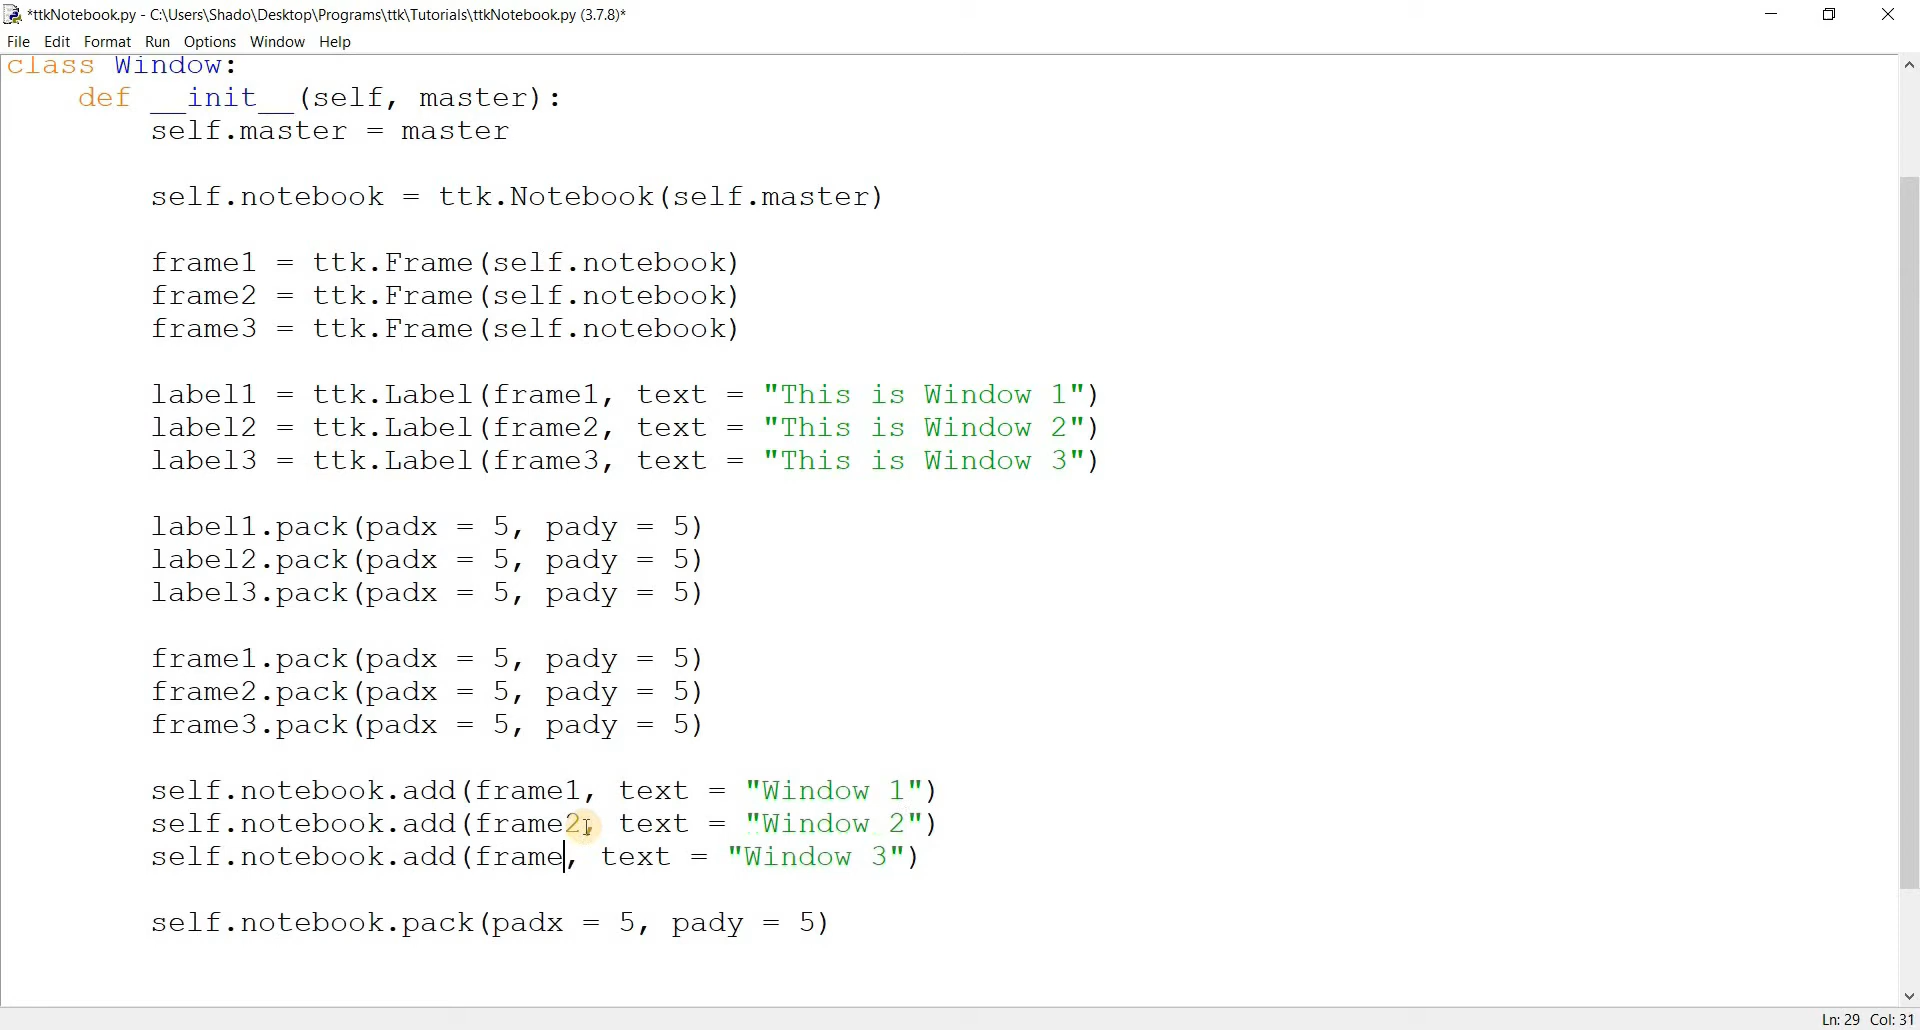 *ttkNotebook.py - C:\Users\Shado\Desktop\Programs\ttk\Tutorials\ttkNotebook.py (3.7.8)*
File Edit Format Run Options Window Help
class Window:
    def __init__(self, master):
        self.master = master
        self.notebook = ttk.Notebook(self.master)
        frame1 = ttk.Frame(self.notebook)
        frame2 = ttk.Frame(self.notebook)
        frame3 = ttk.Frame(self.notebook)
        label1 = ttk.Label(frame1, text = "This is Window 1")
        label2 = ttk.Label(frame2, text = "This is Window 2")
        label3 = ttk.Label(frame3, text = "This is Window 3")
        label1.pack(padx = 5, pady = 5)
        label2.pack(padx = 5, pady = 5)
        label3.pack(padx = 5, pady = 5)
        frame1.pack(padx = 5, pady = 5)
        frame2.pack(padx = 5, pady = 5)
        frame3.pack(padx = 5, pady = 5)
        self.notebook.add(frame1, text = "Window 1")
        self.notebook.add(frame2, text = "Window 2")
        self.notebook.add(frame, text = "Window 3")
        self.notebook.pack(padx = 5, pady = 5)
Ln: 29 Col: 31